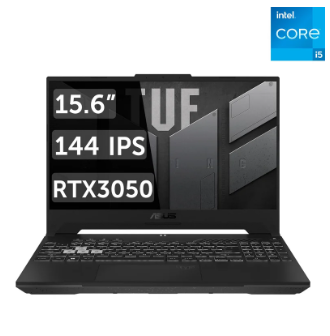 intel.
CORE
i5
15.6"
TUF
144 IPS
RTX3050
ASUS